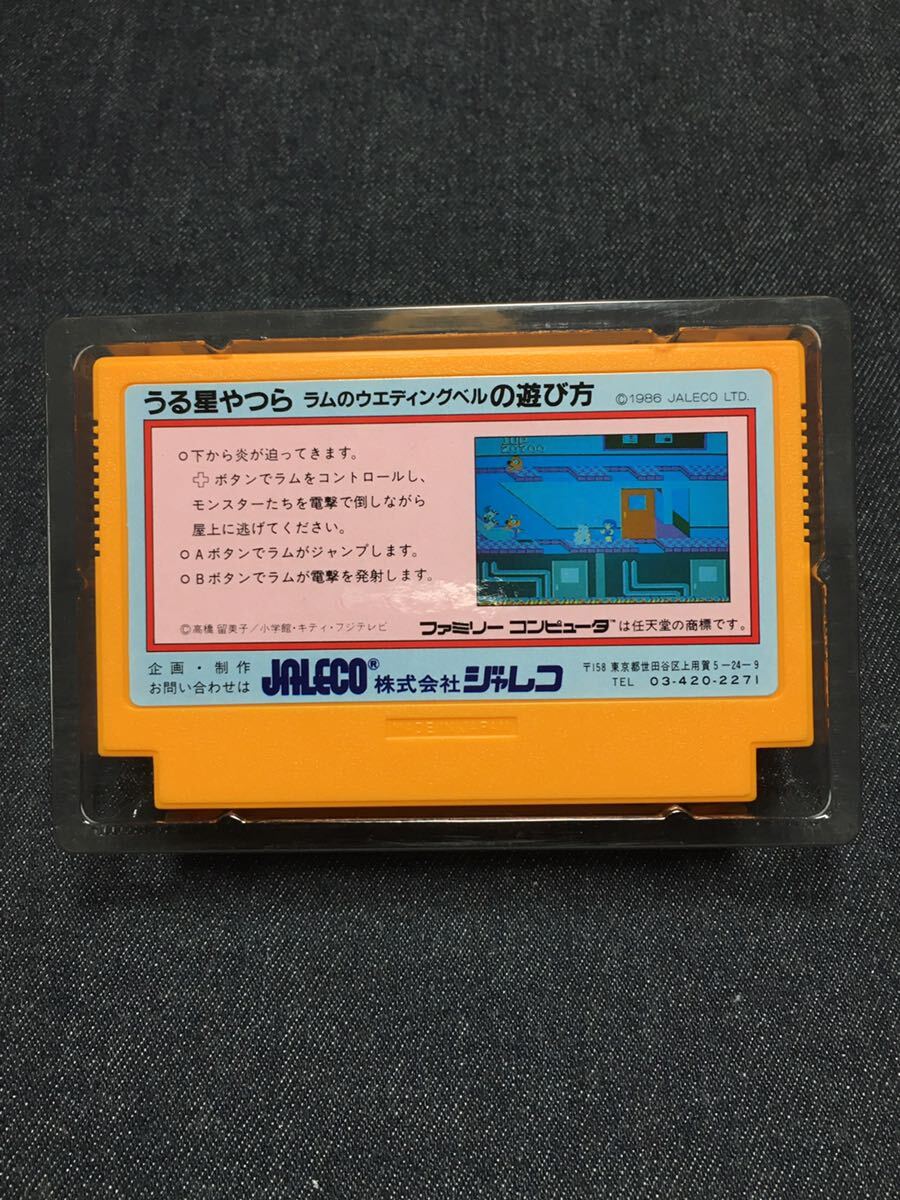 うる星やつら ラムのウエディングベルの遊び方 ©1986 JALECO LTD.
○下から炎が迫ってきます。
✚ボタンでラムをコントロールし、
モンスターたちを電撃で倒しながら
屋上に逃げてください。
○Aボタンでラムがジャンプします。
○Bボタンでラムが電撃を発射します。
©高橋留美子／小学館・キティ・フジテレビ
ファミリーコンピュータ™は任天堂の商標です。
企画・制作
お問い合わせは JALECO® 株式会社ジャレコ
〒158 東京都世田谷区上用賀5-24-9
TEL 03-420-2271